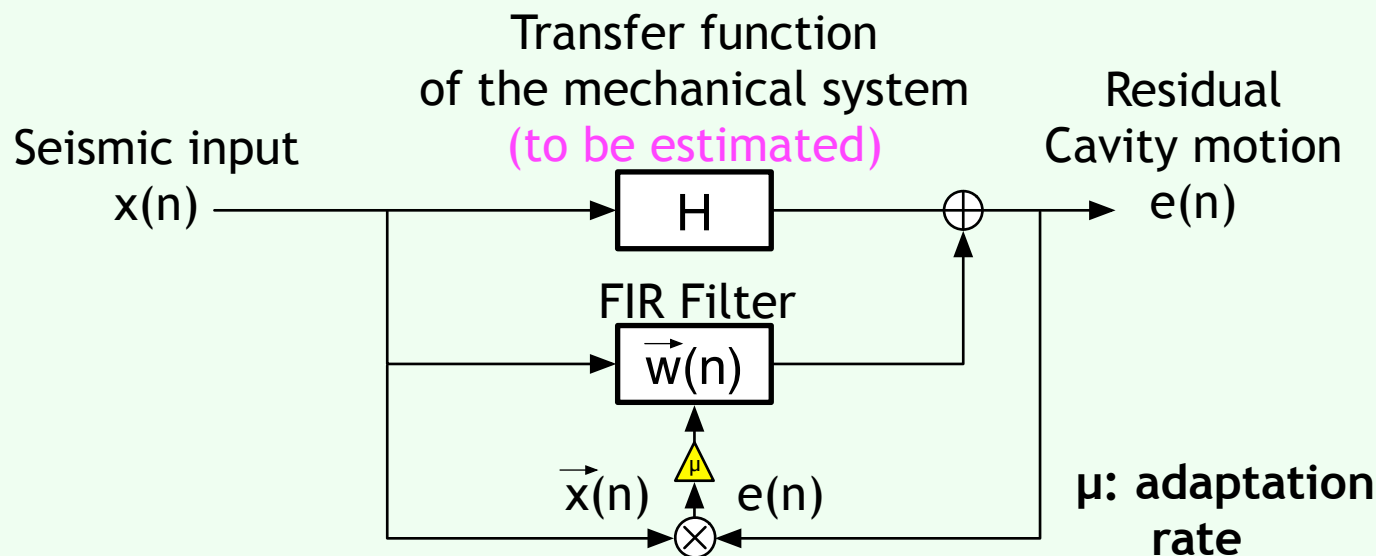 Transfer function
of the mechanical system
(to be estimated)
Residual
Cavity motion
e(n)
Seismic input
x(n)
H
FIR Filter
w(n)
μ
x(n)
e(n)
μ: adaptation
rate